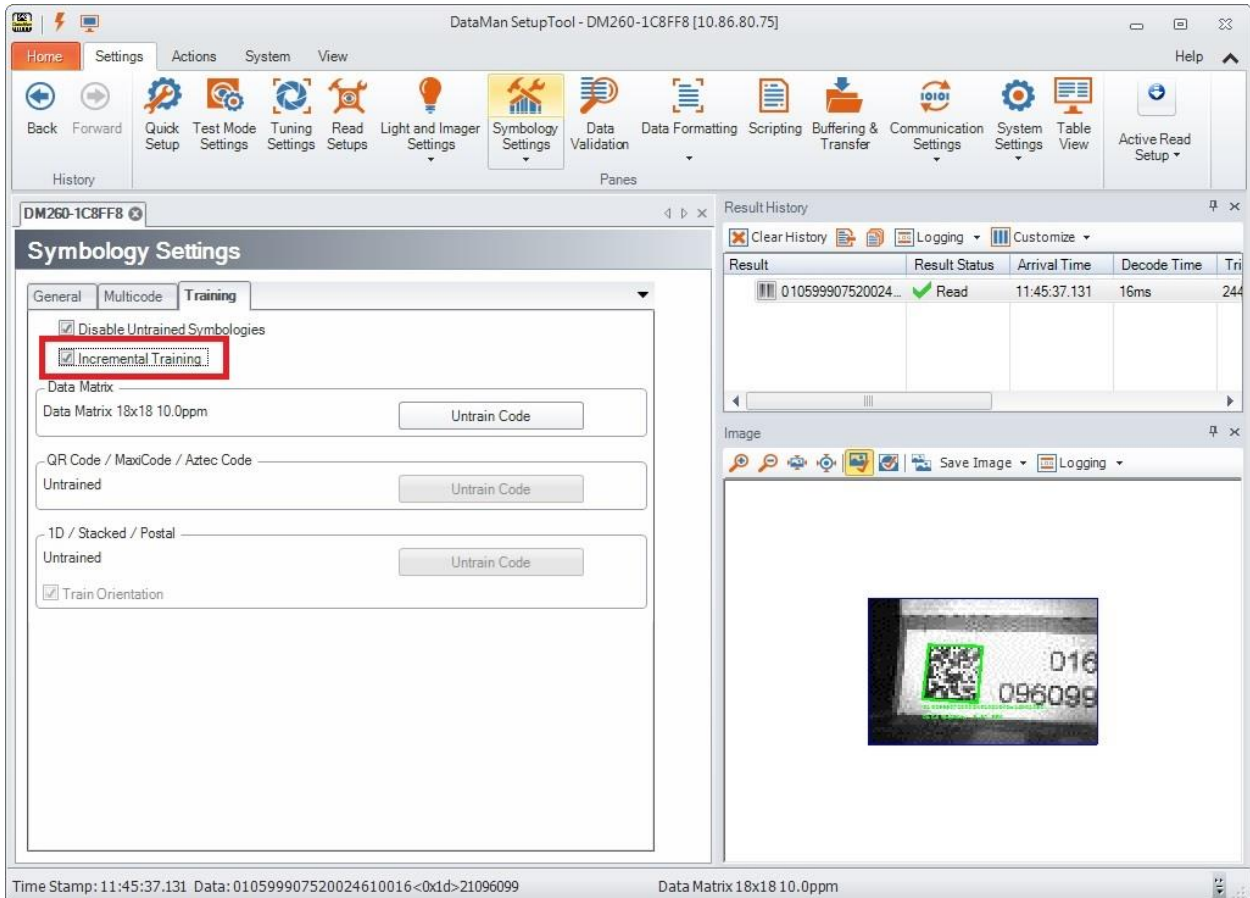 DataMan SetupTool - DM260-1C8FF8 [10.86.80.75]
Home Settings Actions System View Help
Back Forward
History
Quick Setup
Test Mode Settings
Tuning Settings
Read Setups
Light and Imager Settings
Symbology Settings
Data Validation
Data Formatting
Scripting
Buffering & Transfer
Communication Settings
System Settings
Table View
Panes
Active Read Setup
DM260-1C8FF8
Symbology Settings
General Multicode Training
Disable Untrained Symbologies
Incremental Training
Data Matrix
Data Matrix 18x18 10.0ppm Untrain Code
QR Code / MaxiCode / Aztec Code
Untrained Untrain Code
1D / Stacked / Postal
Untrained Untrain Code
Train Orientation
Result History
Clear History Logging Customize
Result Result Status Arrival Time Decode Time Tri
010599907520024... Read 11:45:37.131 16ms 244
Image
Save Image Logging
016
096099
Time Stamp: 11:45:37.131 Data: 010599907520024610016<0x1d>21096099 Data Matrix 18x18 10.0ppm